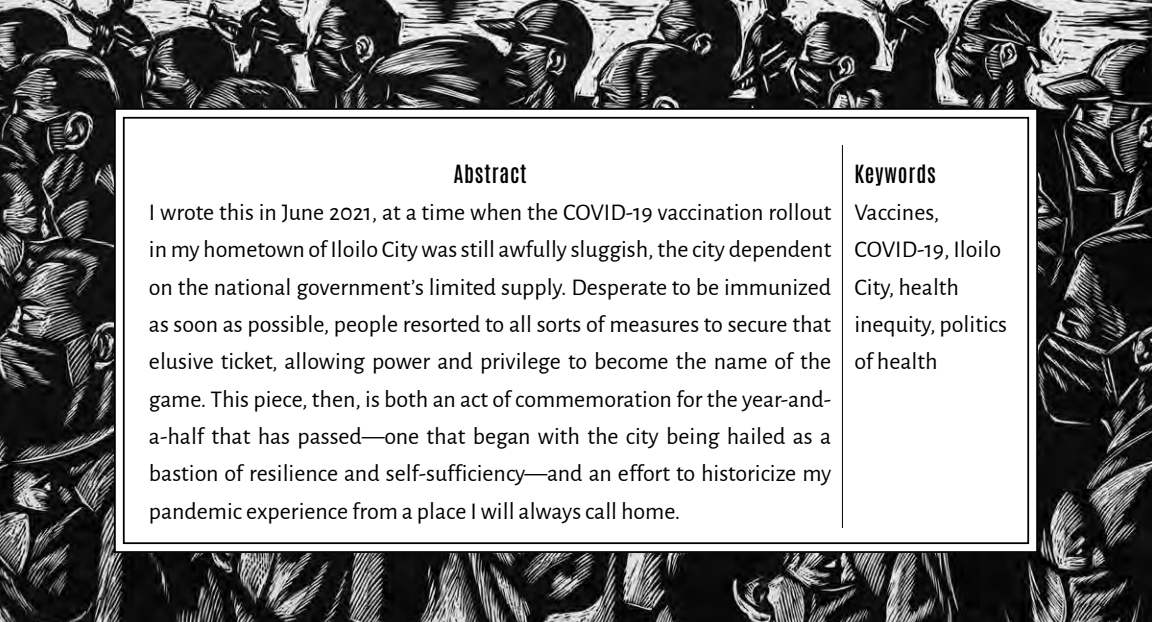 Abstract
I wrote this in June 2021, at a time when the COVID-19 vaccination rollout
in my hometown of Iloilo City was still awfully sluggish, the city dependent
on the national government’s limited supply. Desperate to be immunized
as soon as possible, people resorted to all sorts of measures to secure that
elusive ticket, allowing power and privilege to become the name of the
game. This piece, then, is both an act of commemoration for the year-and-
a-half that has passed—one that began with the city being hailed as a
bastion of resilience and self-sufficiency—and an effort to historicize my
pandemic experience from a place I will always call home.
Keywords
Vaccines,
COVID-19, Iloilo
City, health
inequity, politics
of health